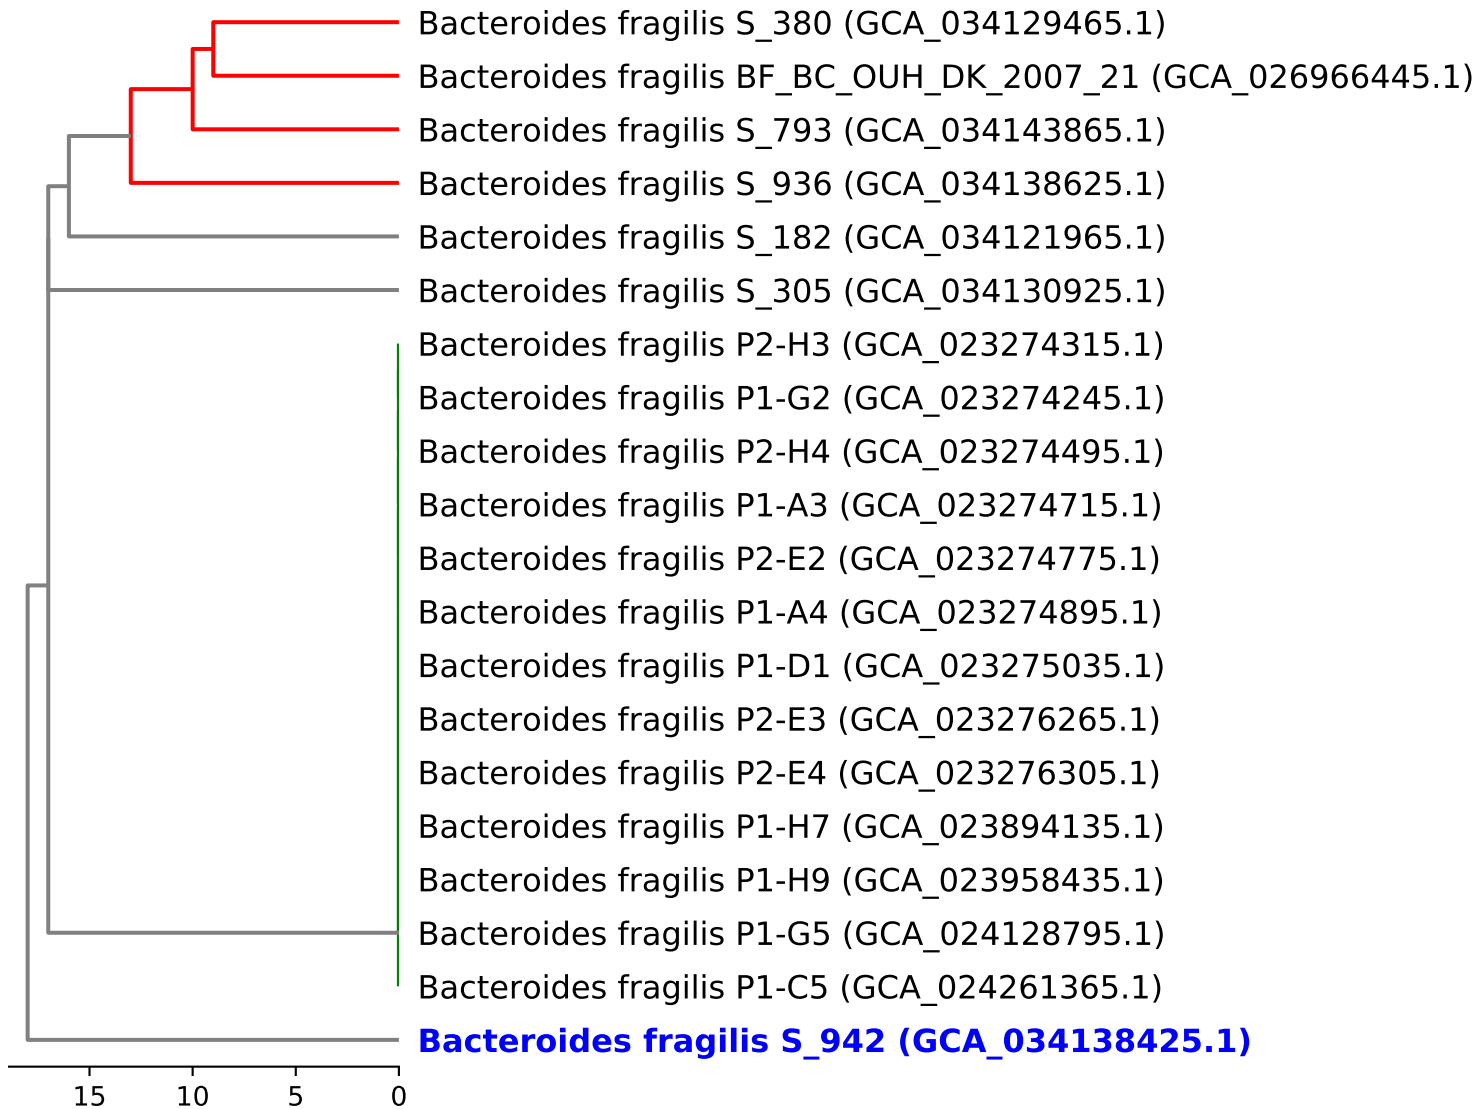 Bacteroides fragilis S_380 (GCA_034129465.1)
Bacteroides fragilis BF_BC_OUH_DK_2007_21 (GCA_026966445.1)
Bacteroides fragilis S_793 (GCA_034143865.1)
Bacteroides fragilis S_936 (GCA_034138625.1)
Bacteroides fragilis S_182 (GCA_034121965.1)
Bacteroides fragilis S_305 (GCA_034130925.1)
Bacteroides fragilis P2-H3 (GCA_023274315.1)
Bacteroides fragilis P1-G2 (GCA_023274245.1)
Bacteroides fragilis P2-H4 (GCA_023274495.1)
Bacteroides fragilis P1-A3 (GCA_023274715.1)
Bacteroides fragilis P2-E2 (GCA_023274775.1)
Bacteroides fragilis P1-A4 (GCA_023274895.1)
Bacteroides fragilis P1-D1 (GCA_023275035.1)
Bacteroides fragilis P2-E3 (GCA_023276265.1)
Bacteroides fragilis P2-E4 (GCA_023276305.1)
Bacteroides fragilis P1-H7 (GCA_023894135.1)
Bacteroides fragilis P1-H9 (GCA_023958435.1)
Bacteroides fragilis P1-G5 (GCA_024128795.1)
Bacteroides fragilis P1-C5 (GCA_024261365.1)
Bacteroides fragilis S_942 (GCA_034138425.1)
15 10 5 0